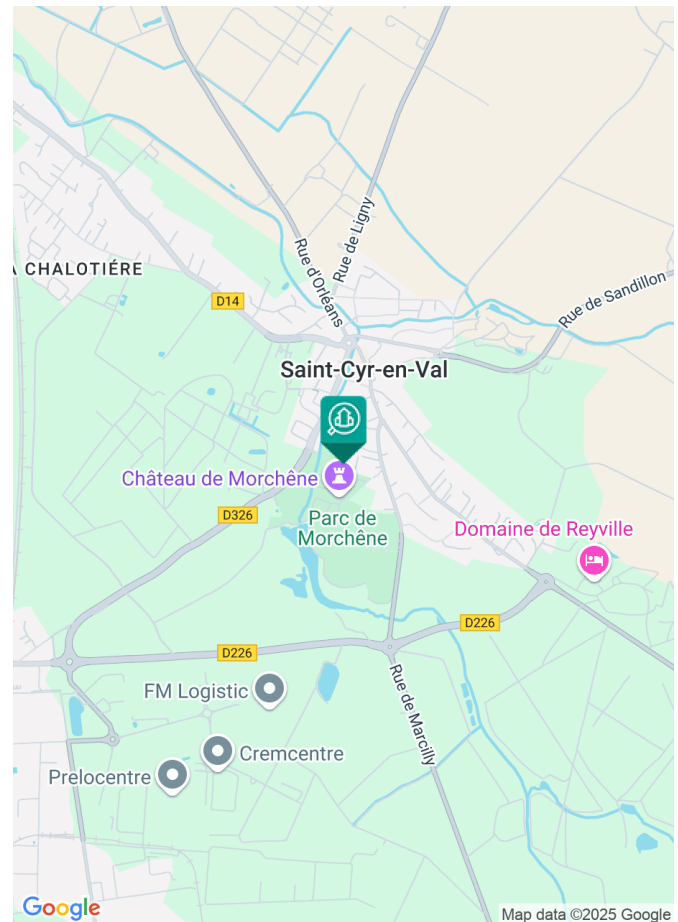 Rue de Ligny
Rue d'Orléans
CHALOTIÉRE
Rue de Sandillon
D14
Saint-Cyr-en-Val
Château de Morchêne
D326
Parc de
Morchêne
Domaine de Reyville
D226
D226
FM Logistic
Rue de Marcilly
Cremcentre
Prelocentre
Google
Map data ©2025 Google